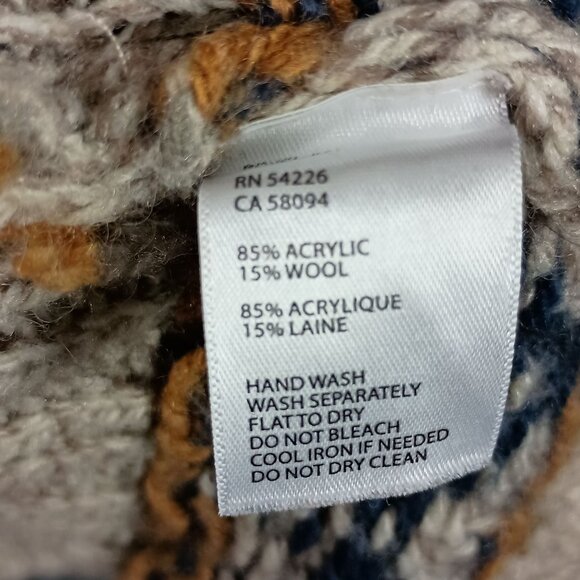 RN 54226
CA 58094
85% ACRYLIC
15% WOOL
85% ACRYLIQUE
15% LAINE
HAND WASH
WASH SEPARATELY
FLAT TO DRY
DO NOT BLEACH
COOL IRON IF NEEDED
DO NOT DRY CLEAN